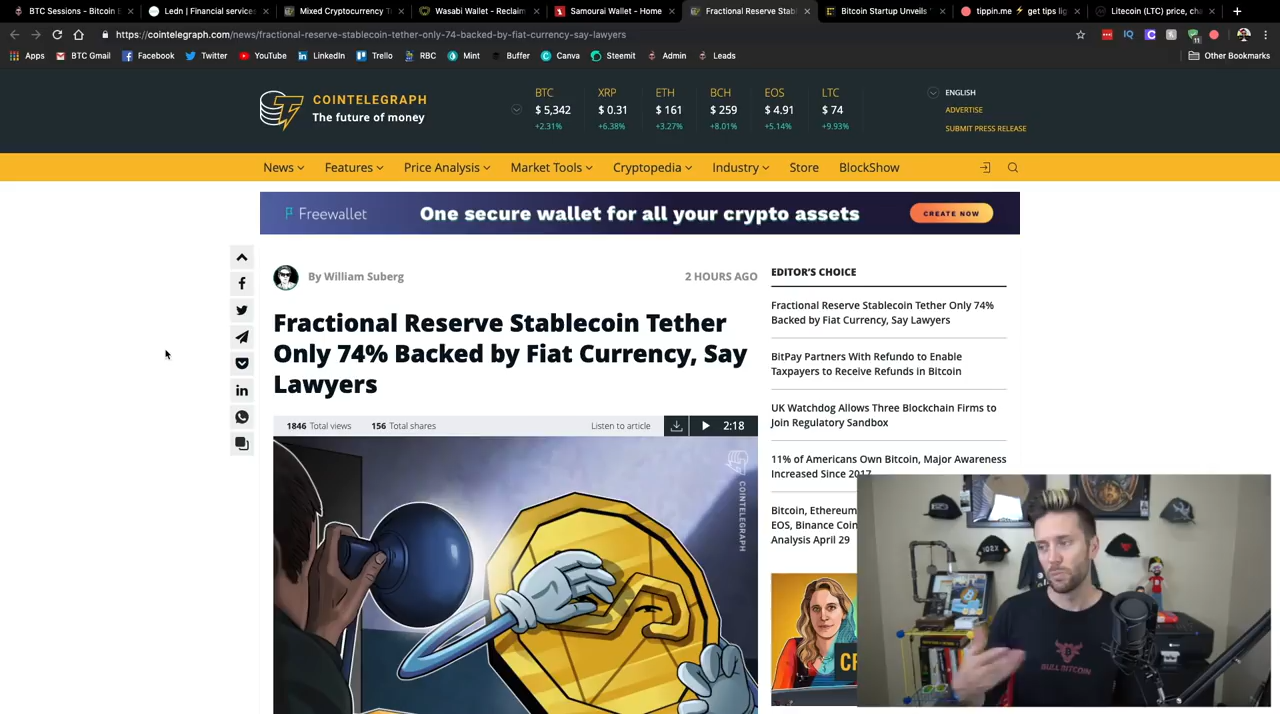 BTC Sessions - Bitcoin B
Ledn | Financial services
Mixed Cryptocurrency T
Wasabi Wallet - Reclaim
Samourai Wallet - Home
Fractional Reserve Stabl
Bitcoin Startup Unveils
tippin.me ⚡ get tips lig
Litecoin (LTC) price, cha
https://cointelegraph.com/news/fractional-reserve-stablecoin-tether-only-74-backed-by-fiat-currency-say-lawyers
IQ
11
Apps
BTC Gmail
Facebook
Twitter
YouTube
LinkedIn
Trello
RBC
Mint
Buffer
Canva
Steemit
Admin
Leads
Other Bookmarks
COINTELEGRAPH
The future of money
BTC XRP ETH BCH EOS LTC
$ 5,342 $ 0.31 $ 161 $ 259 $ 4.91 $ 74
+2.31% +6.38% +3.27% +8.01% +5.14% +9.93%
ENGLISH
ADVERTISE
SUBMIT PRESS RELEASE
News Features Price Analysis Market Tools Cryptopedia Industry Store BlockShow
Freewallet One secure wallet for all your crypto assets CREATE NOW
By William Suberg 2 HOURS AGO
Fractional Reserve Stablecoin Tether
Only 74% Backed by Fiat Currency, Say
Lawyers
1846 Total views 156 Total shares Listen to article 2:18
COINTELEGRAPH
EDITOR'S CHOICE
Fractional Reserve Stablecoin Tether Only 74%
Backed by Fiat Currency, Say Lawyers
BitPay Partners With Refundo to Enable
Taxpayers to Receive Refunds in Bitcoin
UK Watchdog Allows Three Blockchain Firms to
Join Regulatory Sandbox
11% of Americans Own Bitcoin, Major Awareness
Increased Since 2017
Bitcoin, Ethereum
EOS, Binance Coin
Analysis April 29
BULL BITCOIN